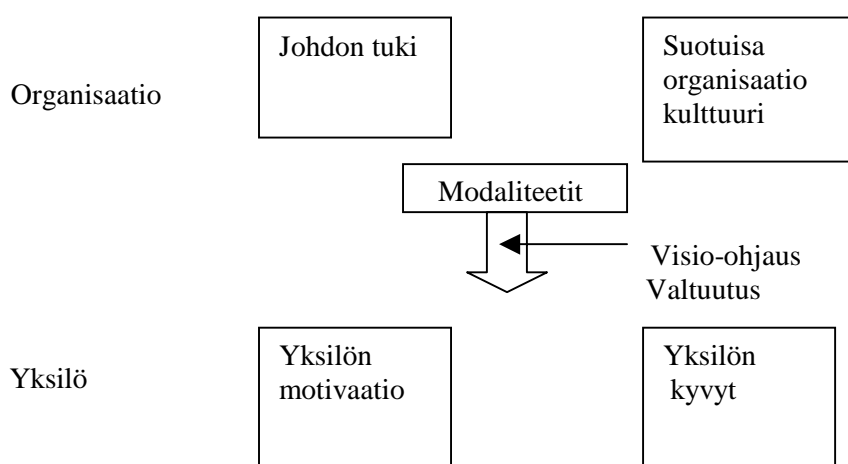 Johdon tuki
Suotuisa
organisaatio
kulttuuri
Organisaatio
Modaliteetit
Visio-ohjaus
Valtuutus
Yksilö
Yksilön
motivaatio
Yksilön
kyvyt